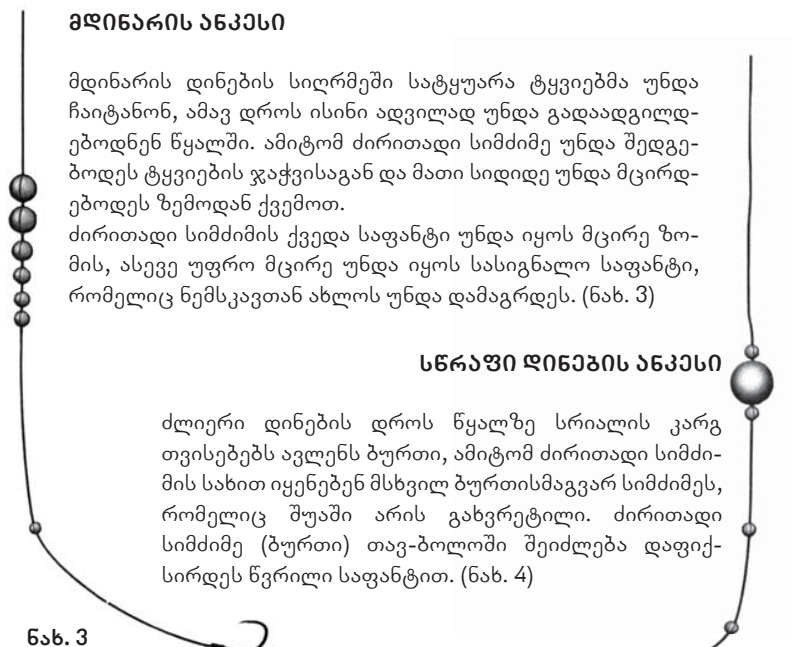 მდინარის ანკესი
მდინარის დინების სიღრმეში სატყუარა ტყვიებმა უნდა
ჩაიტანონ, ამავ დროს ისინი ადვილად უნდა გადაადგილდ-
ებოდნენ წყალში. ამიტომ ძირითადი სიმძიმე უნდა შედგე-
ბოდეს ტყვიების ჯაჭვისაგან და მათი სიდიდე უნდა მცირდ-
ებოდეს ზემოდან ქვემოთ.
ძირითადი სიმძიმის ქვედა საფანტი უნდა იყოს მცირე ზო-
მის, ასევე უფრო მცირე უნდა იყოს სასიგნალო საფანტი,
რომელიც ნემსკავთან ახლოს უნდა დამაგრდეს. (ნახ. 3)
სწრაფი დინების ანკესი
ძლიერი დინების დროს წყალზე სრიალის კარგ
თვისებებს ავლენს ბურთი, ამიტომ ძირითადი სიმძი-
მის სახით იყენებენ მსხვილ ბურთისმაგვარ სიმძიმეს,
რომელიც შუაში არის გახვრეტილი. ძირითადი
სიმძიმე (ბურთი) თავ-ბოლოში შეიძლება დაფიქ-
სირდეს წვრილი საფანტით. (ნახ. 4)
ნახ. 3